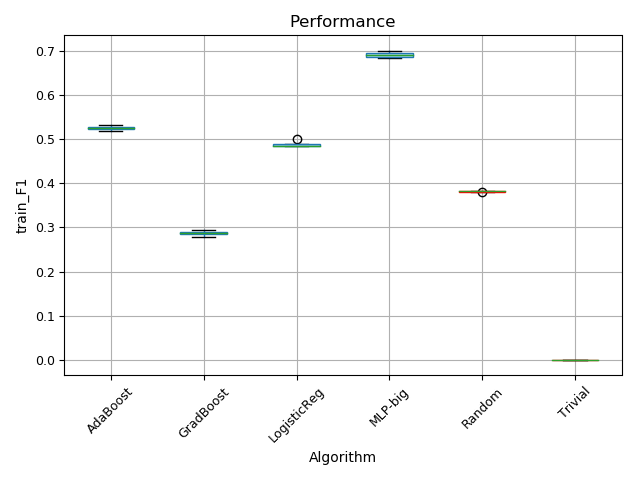 Performance
train_F1
0.7
0.6
0.5
0.4
0.3
0.2
0.1
0.0
AdaBoost
GradBoost
LogisticReg
MLP-big
Random
Trivial
Algorithm